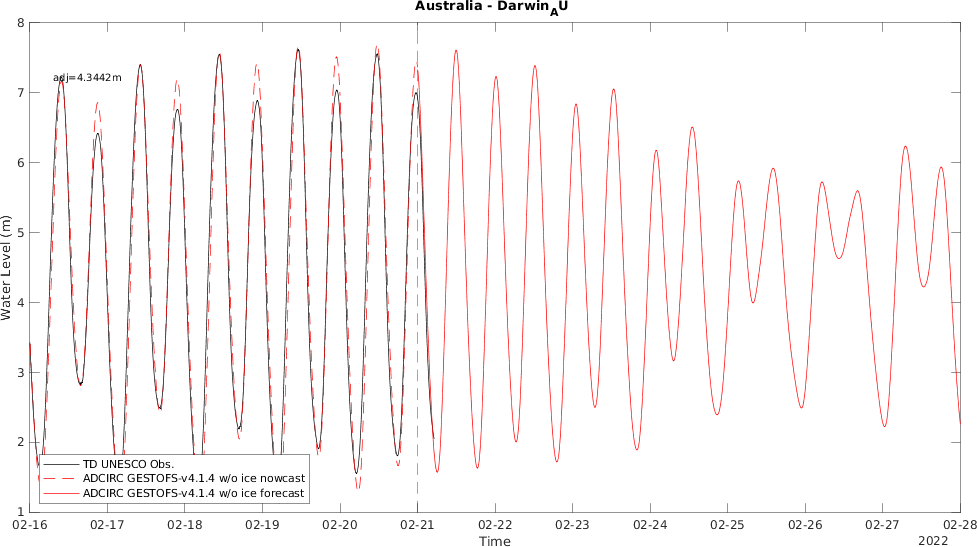 Australia - Darwin_AU
8
7
6
5
4
3
2
1
Water Level (m)
adj=4.3442m
TD UNESCO Obs.
ADCIRC GESTOFS-v4.1.4 w/o ice nowcast
ADCIRC GESTOFS-v4.1.4 w/o ice forecast
02-16 02-17 02-18 02-19 02-20 02-21 02-22 02-23 02-24 02-25 02-26 02-27 02-28
Time
2022